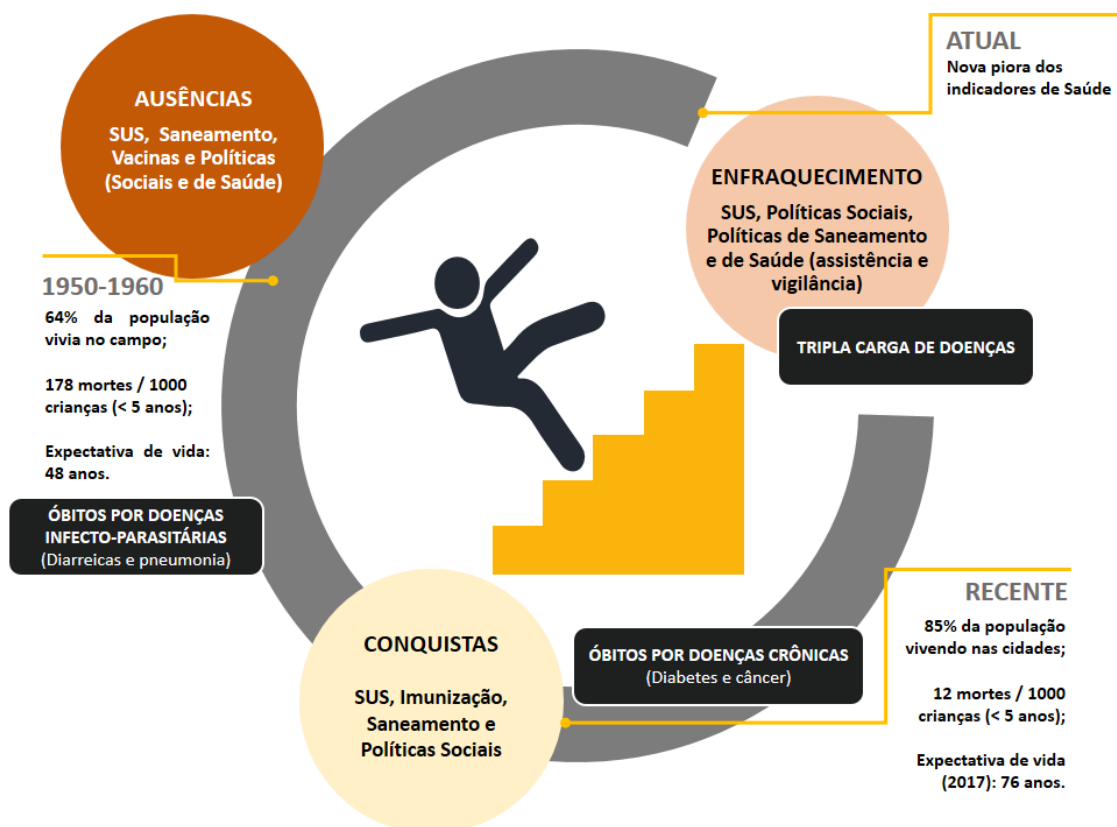 AUSÊNCIAS
SUS, Saneamento,
Vacinas e Políticas
(Sociais e de Saúde)
1950-1960
64% da população
vivia no campo;
178 mortes / 1000
crianças (< 5 anos);
Expectativa de vida:
48 anos.
ÓBITOS POR DOENÇAS
INFECTO-PARASITÁRIAS
(Diarreicas e pneumonia)
CONQUISTAS
SUS, Imunização,
Saneamento e
Políticas Sociais
ÓBITOS POR DOENÇAS CRÔNICAS
(Diabetes e câncer)
RECENTE
85% da população
vivendo nas cidades;
12 mortes / 1000
crianças (< 5 anos);
Expectativa de vida
(2017): 76 anos.
ENFRAQUECIMENTO
SUS, Políticas Sociais,
Políticas de Saneamento
e de Saúde (assistência e
vigilância)
TRIPLA CARGA DE DOENÇAS
ATUAL
Nova piora dos
indicadores de Saúde